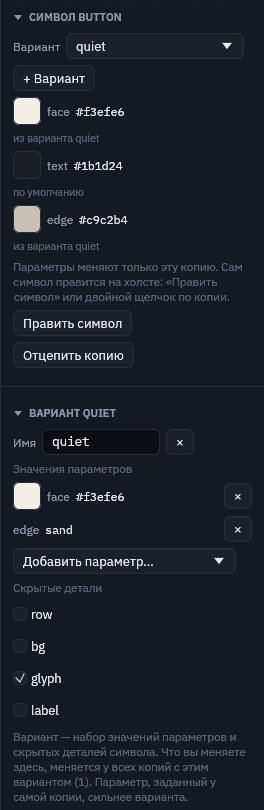 СИМВОЛ BUTTON
Вариант quiet
+ Вариант
face #f3efe6
из варианта quiet
text #1b1d24
по умолчанию
edge #c9c2b4
из варианта quiet
Параметры меняют только эту копию. Сам
символ правится на холсте: «Править
символ» или двойной щелчок по копии.
Править символ
Отцепить копию
ВАРИАНТ QUIET
Имя quiet ×
Значения параметров
face #f3efe6 ×
edge sand ×
Добавить параметр...
Скрытые детали
row
bg
glyph
label
Вариант — набор значений параметров и
скрытых деталей символа. Что вы меняете
здесь, меняется у всех копий с этим
вариантом (1). Параметр, заданный у
самой копии, сильнее варианта.